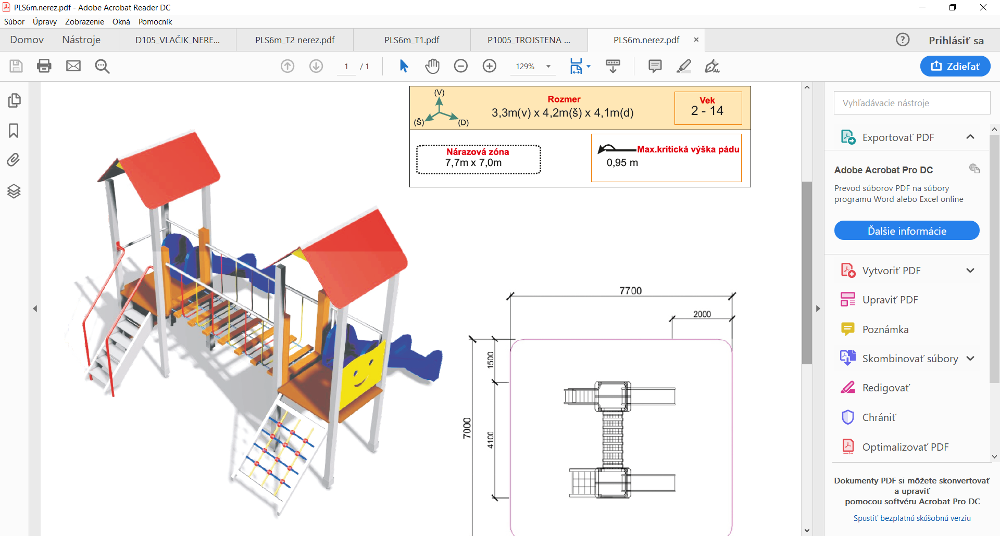 PLS6m.nerez.pdf - Adobe Acrobat Reader DC
Súbor Úpravy Zobrazenie Okná Pomocník
Domov Nástroje D105_VLAČIK_NERE... PLS6m_T2 nerez.pdf PLS6m_T1.pdf P1005_TROJSTENA ... PLS6m.nerez.pdf Prihlásiť sa
1 / 1 129% Zdieľať
(V)
(Š) (D)
Rozmer
3,3m(v) x 4,2m(š) x 4,1m(d)
Vek
2 - 14
Nárazová zóna
7,7m x 7,0m
Max.kritická výška pádu
0,95 m
7700
2000
1500
7000
4100
Vyhľadávacie nástroje
Exportovať PDF
Adobe Acrobat Pro DC
Prevod súborov PDF na súbory
programu Word alebo Excel online
Ďalšie informácie
Vytvoriť PDF
Upraviť PDF
Poznámka
Skombinovať súbory
Redigovať
Chrániť
Optimalizovať PDF
Dokumenty PDF si môžete skonvertovať
a upraviť
pomocou softvéru Acrobat Pro DC
Spustiť bezplatnú skúšobnú verziu